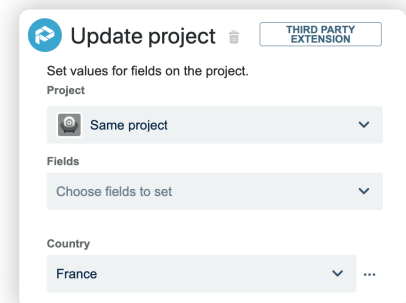 Update project
THIRD PARTY
EXTENSION
Set values for fields on the project.
Project
Same project
Fields
Choose fields to set
Country
France